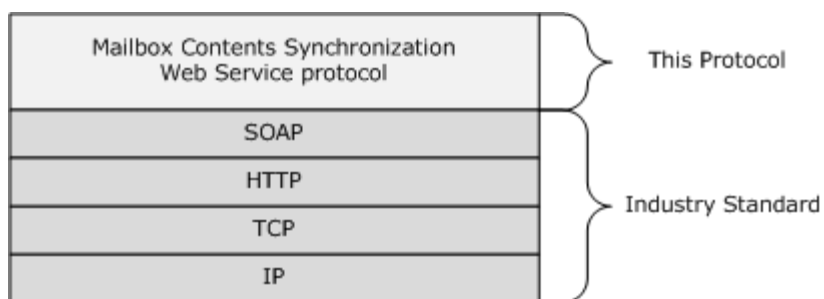 Mailbox Contents Synchronization
Web Service protocol
This Protocol
SOAP
HTTP
TCP
IP
Industry Standard